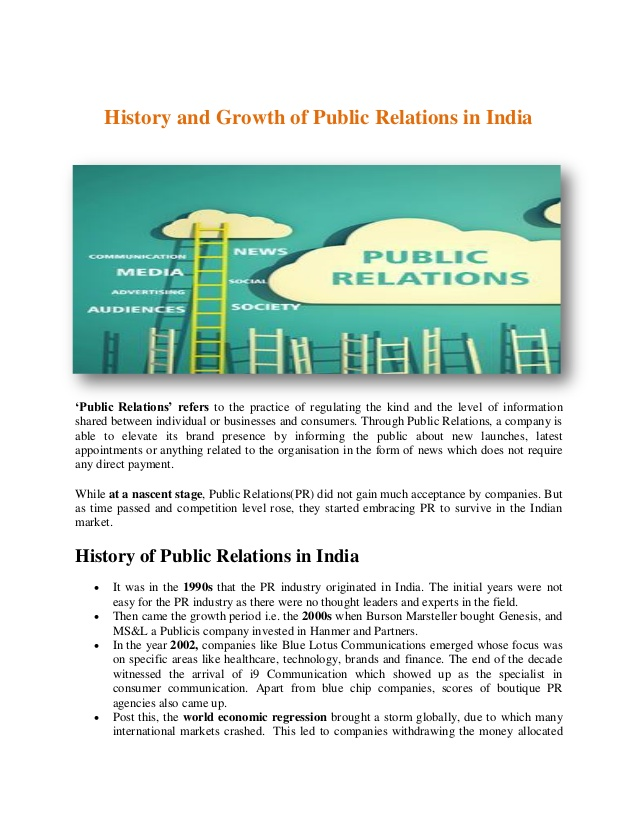 History and Growth of Public Relations in India
COMMUNICATION
NEWS
MEDIA
SOCIAL
ADVERTISING
AUDIENCES
SOCIETY
PUBLIC
RELATIONS
‘Public Relations’ refers to the practice of regulating the kind and the level of information
shared between individual or businesses and consumers. Through Public Relations, a company is
able to elevate its brand presence by informing the public about new launches, latest
appointments or anything related to the organisation in the form of news which does not require
any direct payment.
While at a nascent stage, Public Relations(PR) did not gain much acceptance by companies. But
as time passed and competition level rose, they started embracing PR to survive in the Indian
market.
History of Public Relations in India
• It was in the 1990s that the PR industry originated in India. The initial years were not
easy for the PR industry as there were no thought leaders and experts in the field.
• Then came the growth period i.e. the 2000s when Burson Marsteller bought Genesis, and
MS&L a Publicis company invested in Hanmer and Partners.
• In the year 2002, companies like Blue Lotus Communications emerged whose focus was
on specific areas like healthcare, technology, brands and finance. The end of the decade
witnessed the arrival of i9 Communication which showed up as the specialist in
consumer communication. Apart from blue chip companies, scores of boutique PR
agencies also came up.
• Post this, the world economic regression brought a storm globally, due to which many
international markets crashed.  This led to companies withdrawing the money allocated